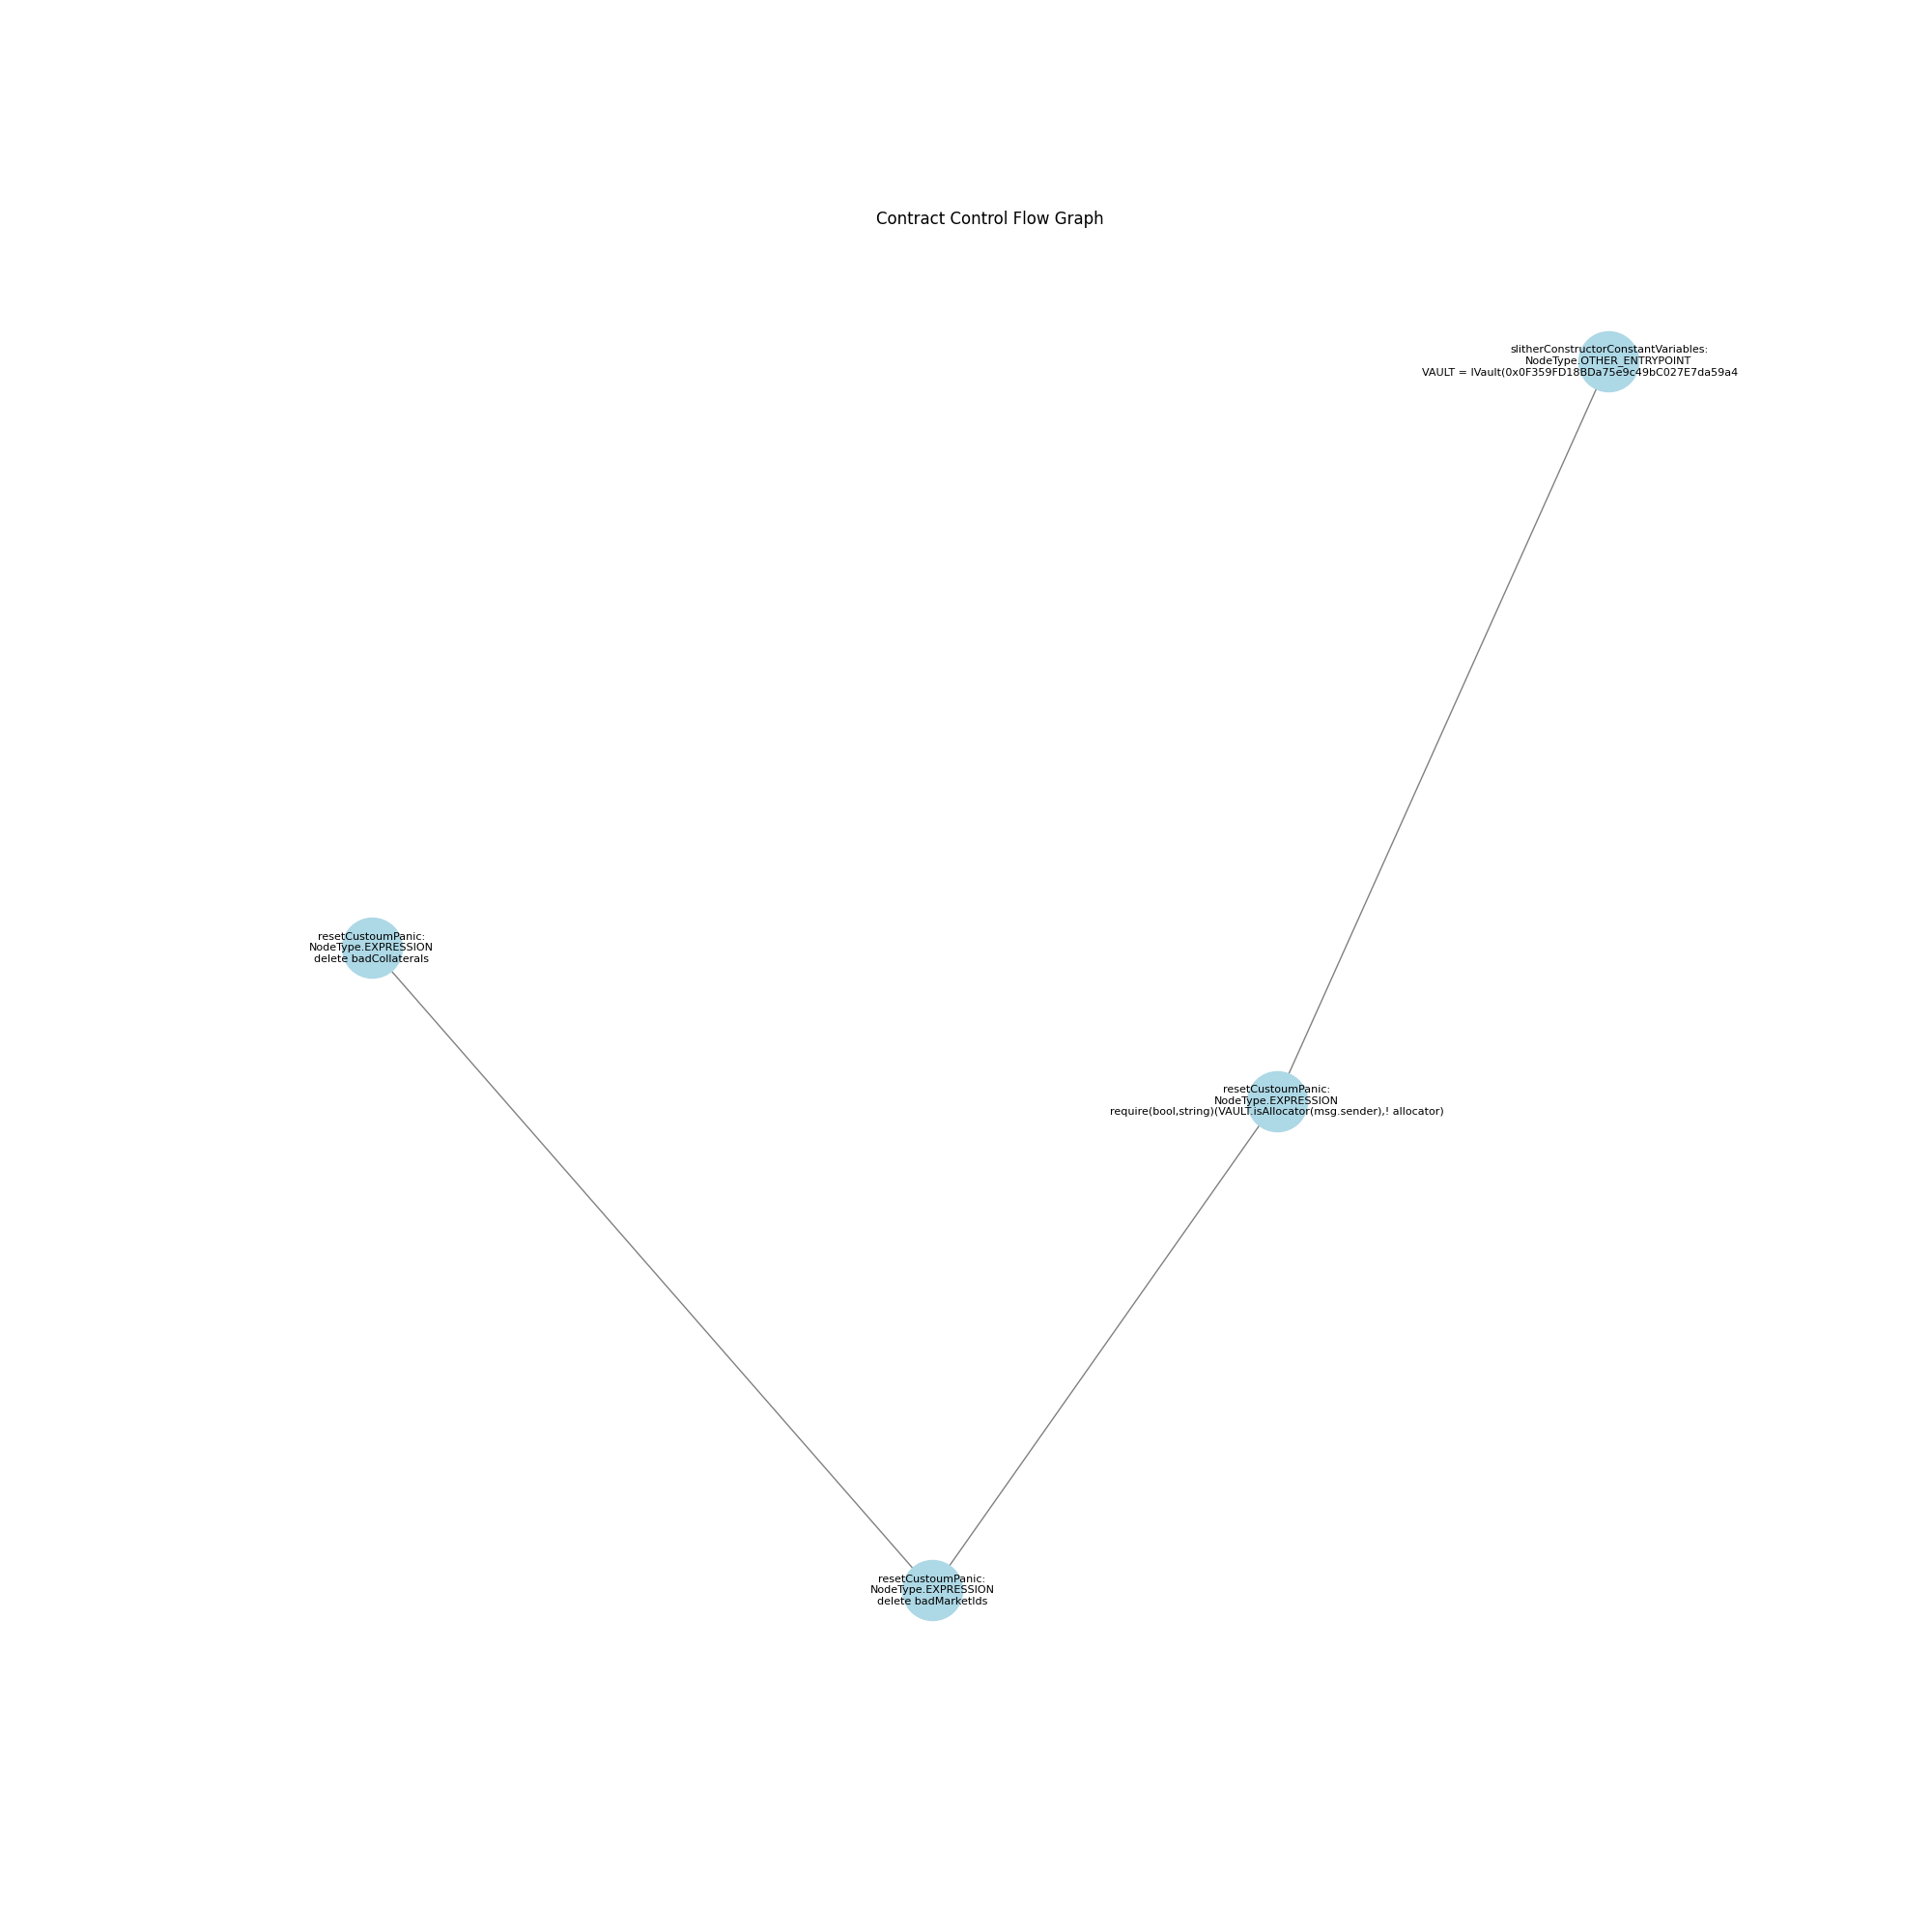 Contract Control Flow Graph
slitherConstructorConstantVariables:
NodeType.OTHER_ENTRYPOINT
VAULT = IVault(0x0F359FD18BDa75e9c49bC027E7da59a4
resetCustoumPanic:
NodeType.EXPRESSION
delete badCollaterals
resetCustoumPanic:
NodeType.EXPRESSION
require(bool,string)(VAULT.isAllocator(msg.sender),! allocator)
resetCustoumPanic:
NodeType.EXPRESSION
delete badMarketIds